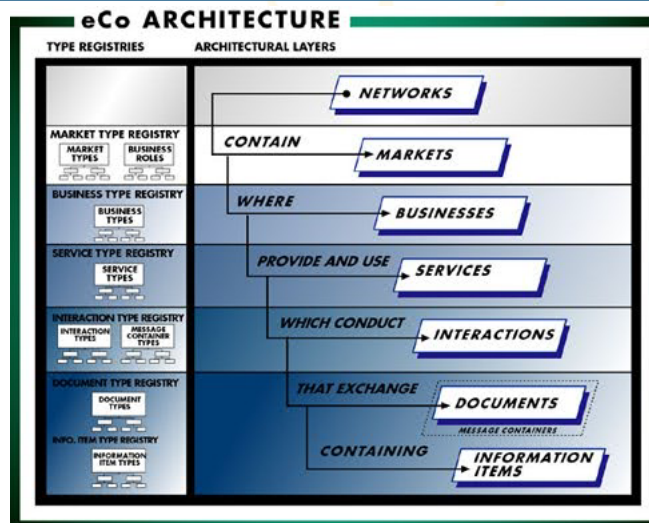 eCo ARCHITECTURE
TYPE REGISTRIES
ARCHITECTURAL LAYERS
NETWORKS
MARKET TYPE REGISTRY
MARKET
TYPES
BUSINESS
ROLES
CONTAIN
MARKETS
BUSINESS TYPE REGISTRY
BUSINESS
TYPES
WHERE
BUSINESSES
SERVICE TYPE REGISTRY
SERVICE
TYPES
PROVIDE AND USE
SERVICES
INTERACTION TYPE REGISTRY
INTERACTION
TYPES
MESSAGE
CONTAINER
TYPES
WHICH CONDUCT
INTERACTIONS
DOCUMENT TYPE REGISTRY
DOCUMENT
TYPES
THAT EXCHANGE
DOCUMENTS
MESSAGE CONTAINERS
INFO. ITEM TYPE REGISTRY
INFORMATION
ITEM TYPES
CONTAINING
INFORMATION
ITEMS